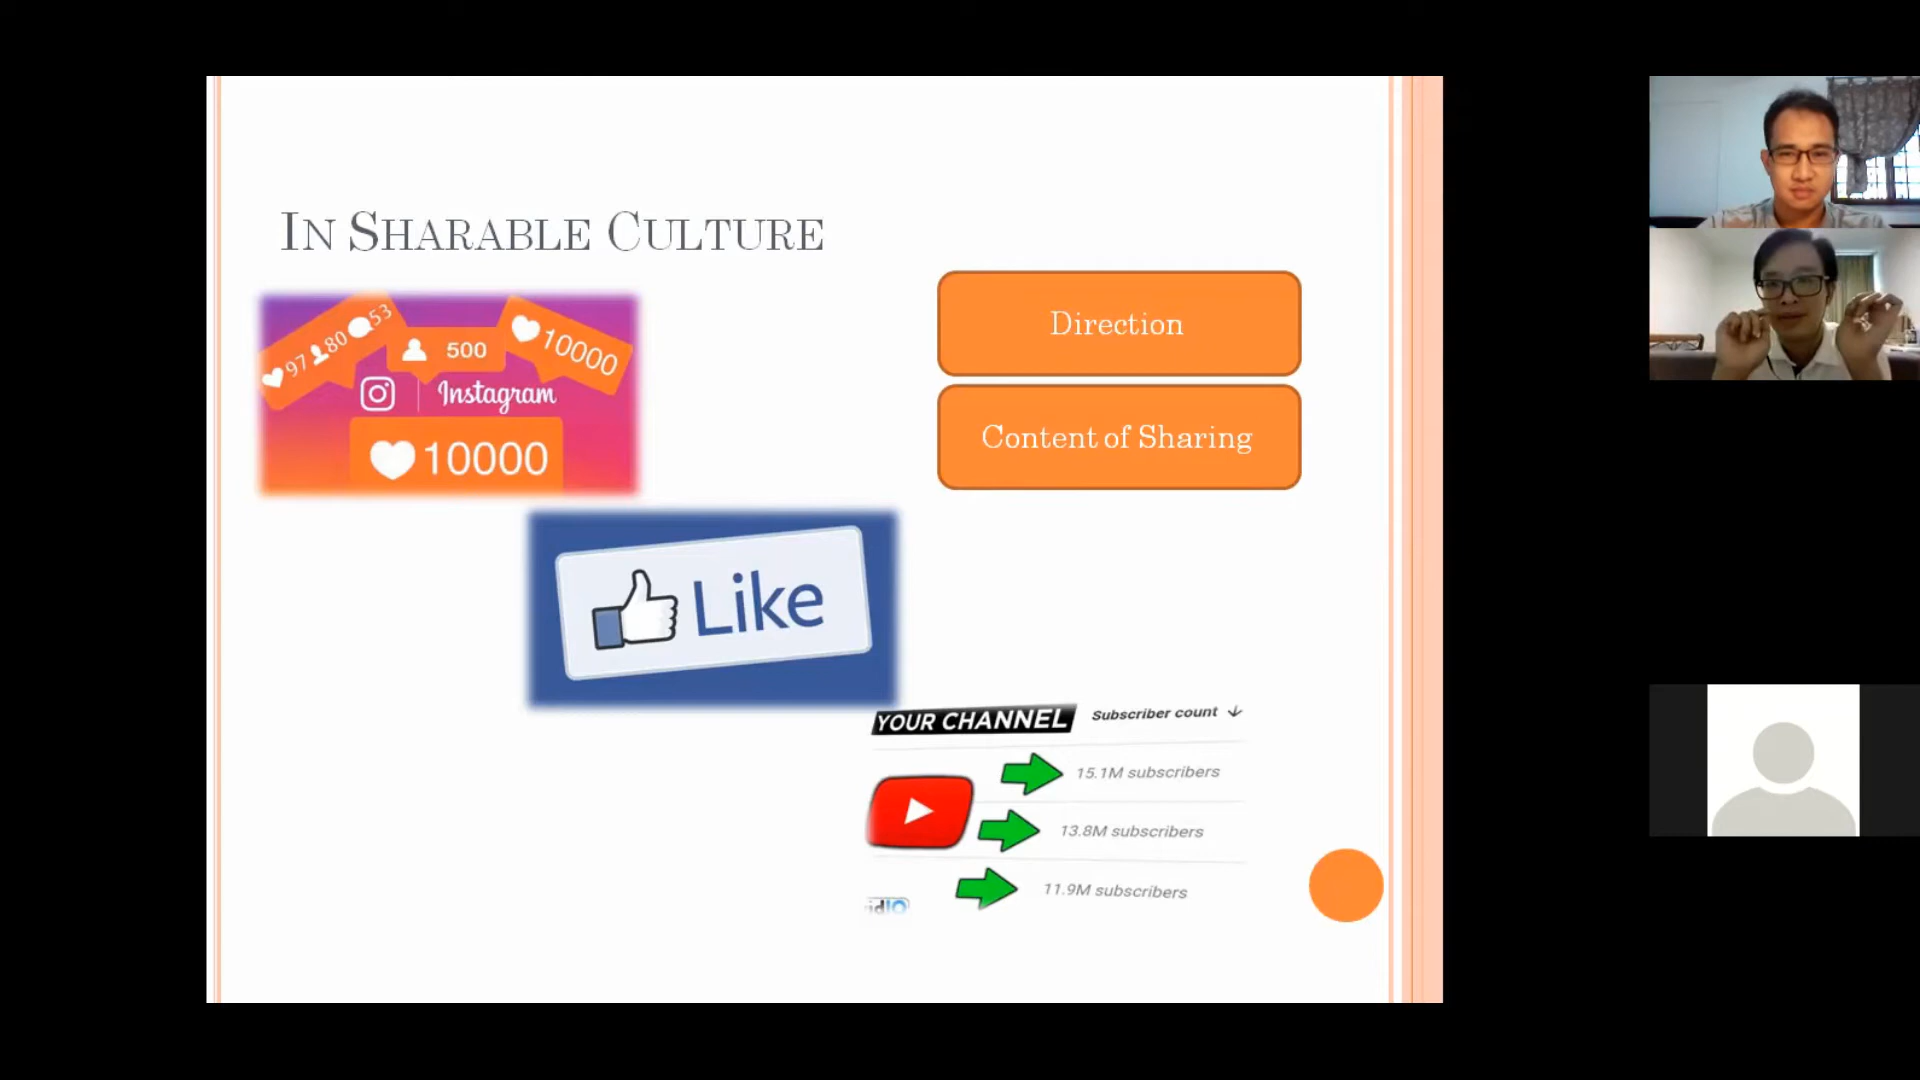 IN SHARABLE CULTURE
97 80 53
500
10000
Instagram
10000
Direction
Content of Sharing
Like
YOUR CHANNEL
Subscriber count
15.1M subscribers
13.8M subscribers
11.9M subscribers
idIQ